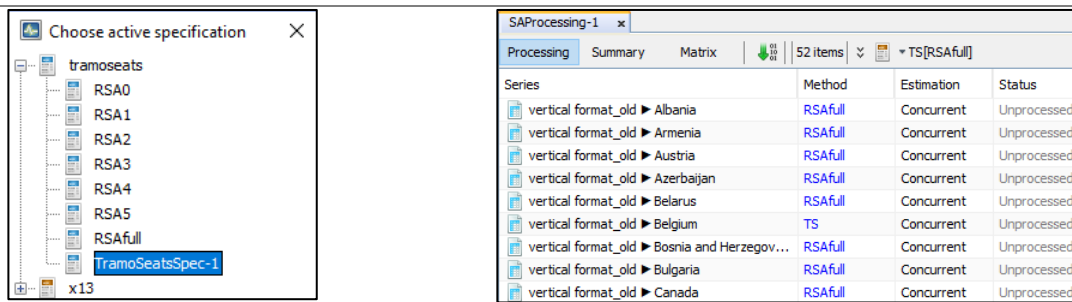 Choose active specification
tramoseats
RSA0
RSA1
RSA2
RSA3
RSA4
RSA5
RSAfull
TramoSeatsSpec-1
x13
SAProcessing-1 x
Processing Summary Matrix 52 items TS[RSAfull]
Series Method Estimation Status
vertical format_old ► Albania RSAfull Concurrent Unprocessed
vertical format_old ► Armenia RSAfull Concurrent Unprocessed
vertical format_old ► Austria RSAfull Concurrent Unprocessed
vertical format_old ► Azerbaijan RSAfull Concurrent Unprocessed
vertical format_old ► Belarus RSAfull Concurrent Unprocessed
vertical format_old ► Belgium TS Concurrent Unprocessed
vertical format_old ► Bosnia and Herzegov... RSAfull Concurrent Unprocessed
vertical format_old ► Bulgaria RSAfull Concurrent Unprocessed
vertical format_old ► Canada RSAfull Concurrent Unprocessed